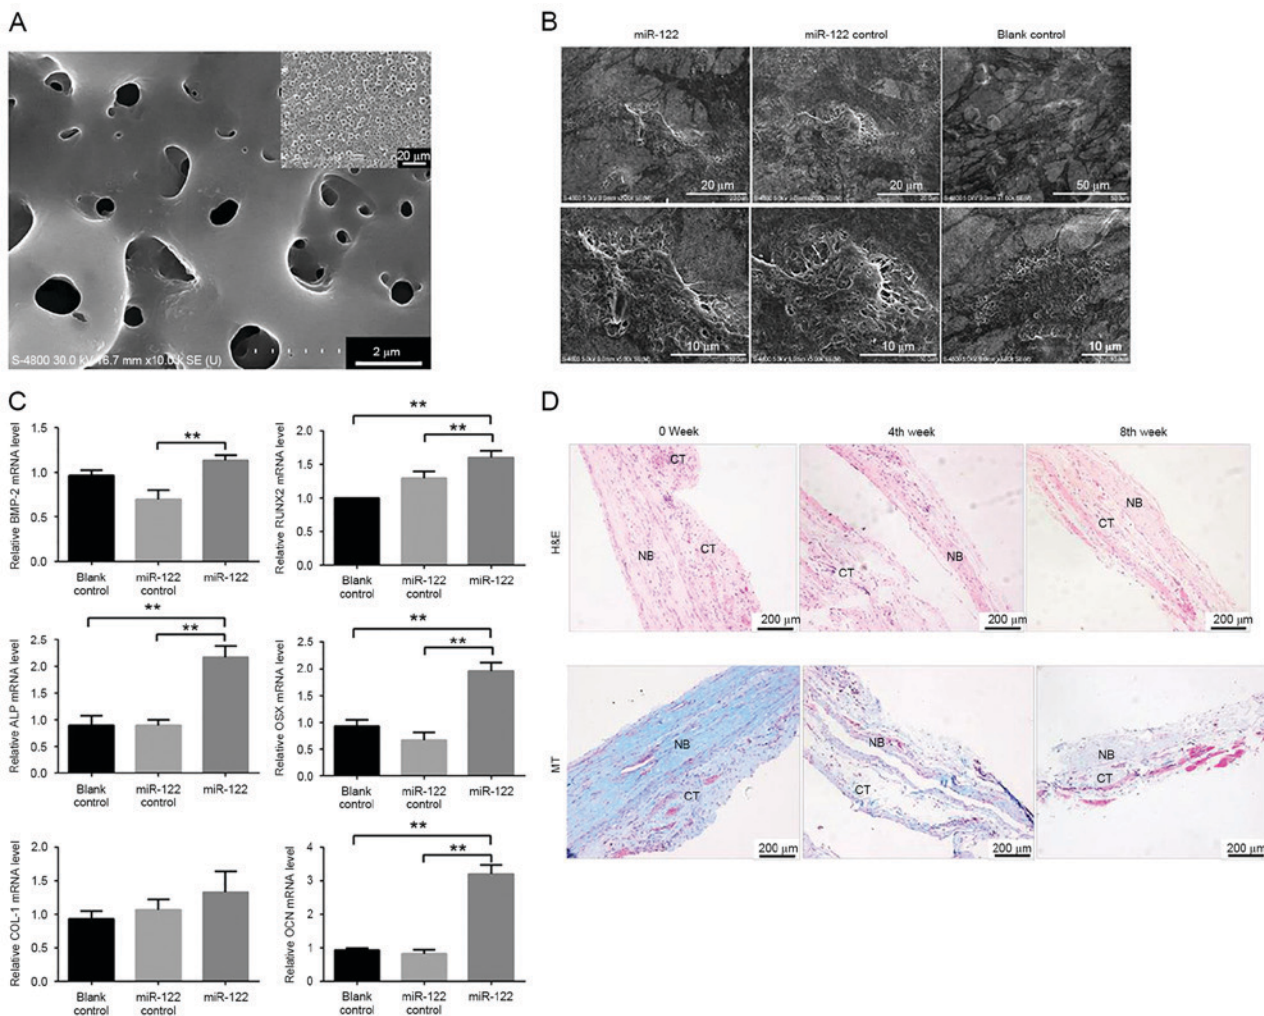 A
20 μm
S-4800 30.0 kV 16.7 mm x10.0 k SE (U)
2 μm
B
miR-122
miR-122 control
Blank control
20 μm
20 μm
50 μm
10 μm
10 μm
10 μm
C
Relative BMP-2 mRNA level
1.5
1.0
0.5
0.0
**
Blank control
miR-122 control
miR-122
Relative RUNX2 mRNA level
2.0
1.5
1.0
0.5
0.0
**
**
Blank control
miR-122 control
miR-122
Relative ALP mRNA level
2.5
2.0
1.5
1.0
0.5
0.0
**
**
Blank control
miR-122 control
miR-122
Relative OSX mRNA level
2.5
2.0
1.5
1.0
0.5
0.0
**
**
Blank control
miR-122 control
miR-122
Relative COL-1 mRNA level
2.0
1.5
1.0
0.5
0.0
Blank control
miR-122 control
miR-122
Relative OCN mRNA level
4
3
2
1
0
**
**
Blank control
miR-122 control
miR-122
D
0 Week
4th week
8th week
H&E
CT
NB
CT
200 μm
CT
NB
200 μm
NB
CT
200 μm
MT
NB
CT
200 μm
NB
CT
200 μm
NB
CT
200 μm